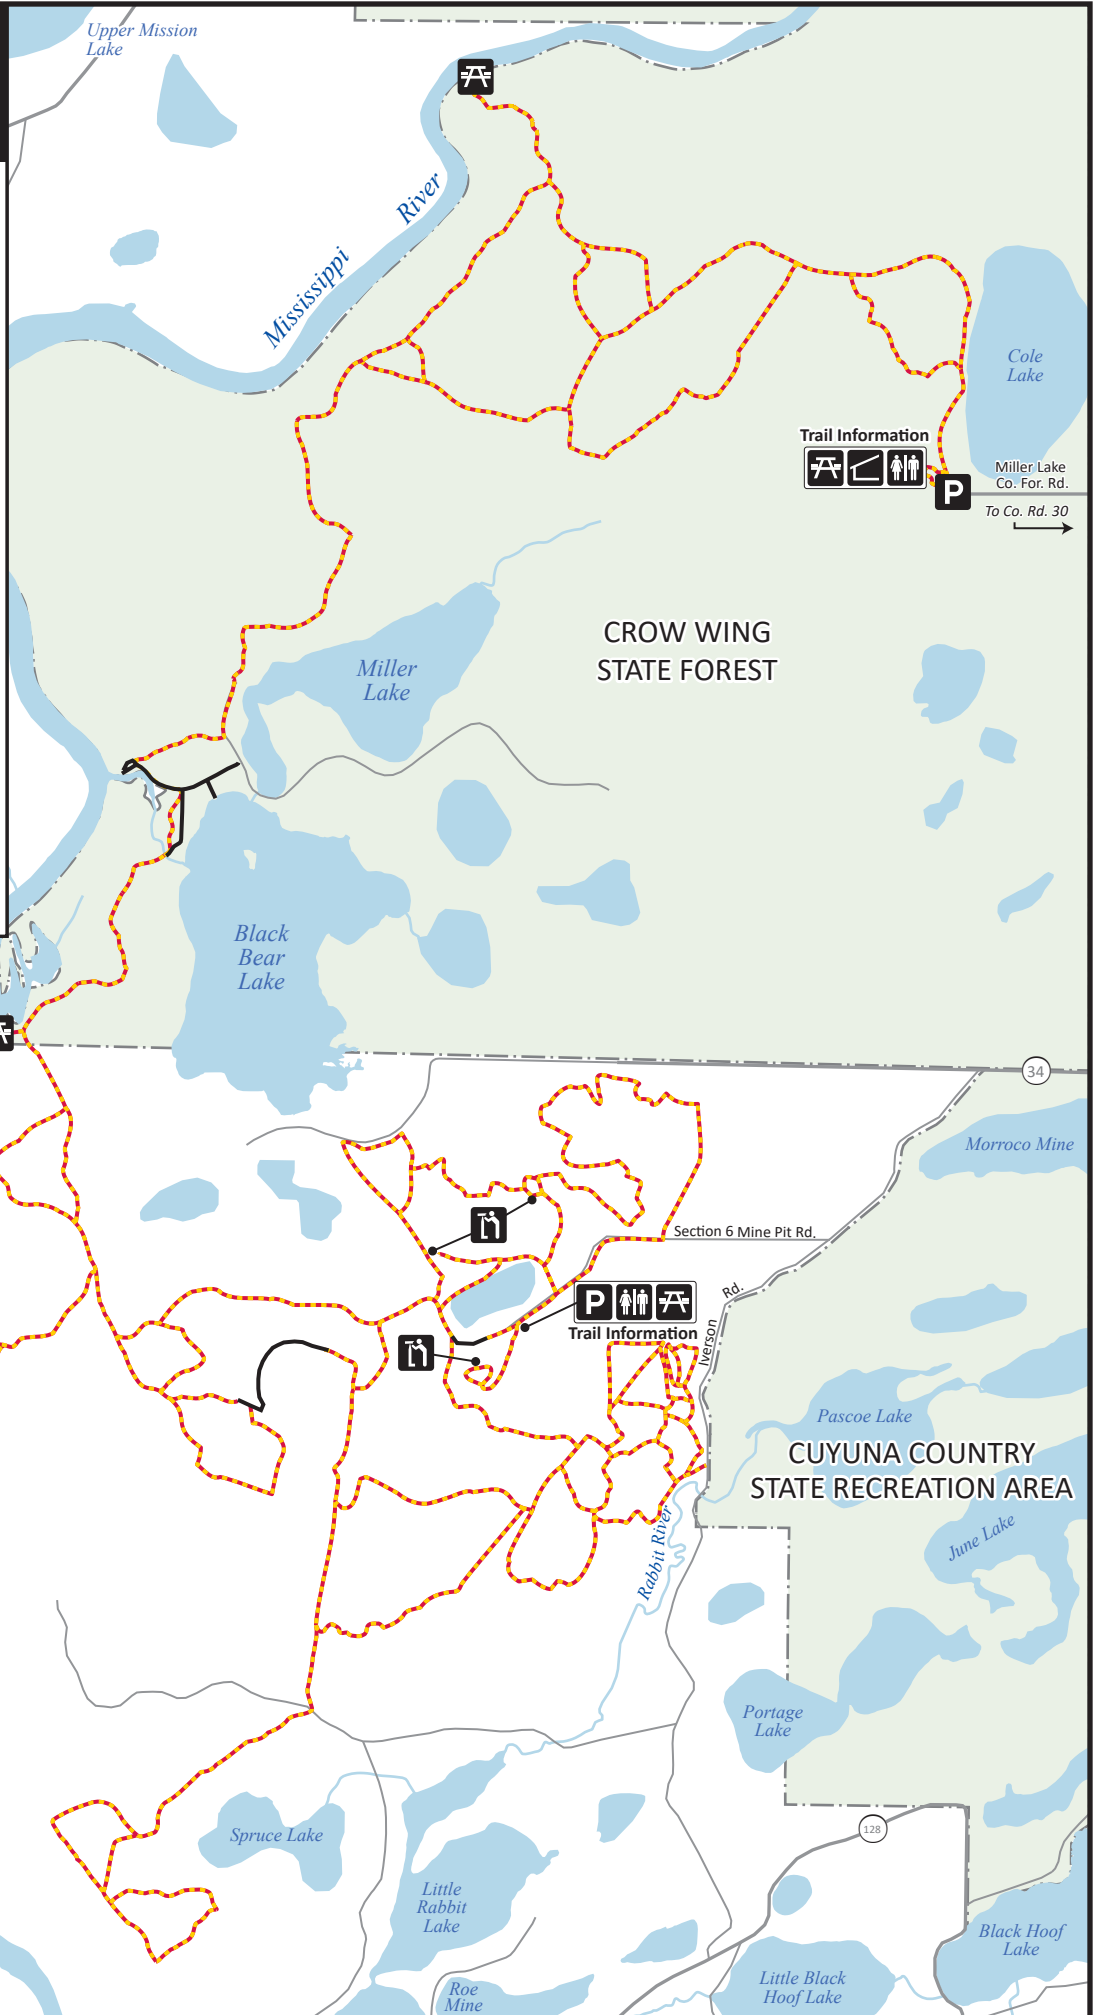 Upper Mission
Lake
Mississippi
River
Cole
Lake
Trail Information
P
Miller Lake
Co. For. Rd.
To Co. Rd. 30
CROW WING
STATE FOREST
Miller
Lake
Black
Bear
Lake
34
Morroco Mine
Section 6 Mine Pit Rd.
P
Trail Information
Iverson
Rd.
Pascoe Lake
CUYUNA COUNTRY
STATE RECREATION AREA
June Lake
Rabbit River
Portage
Lake
128
Spruce Lake
Little
Rabbit
Lake
Black Hoof
Lake
Little Black
Hoof Lake
Roe
Mine